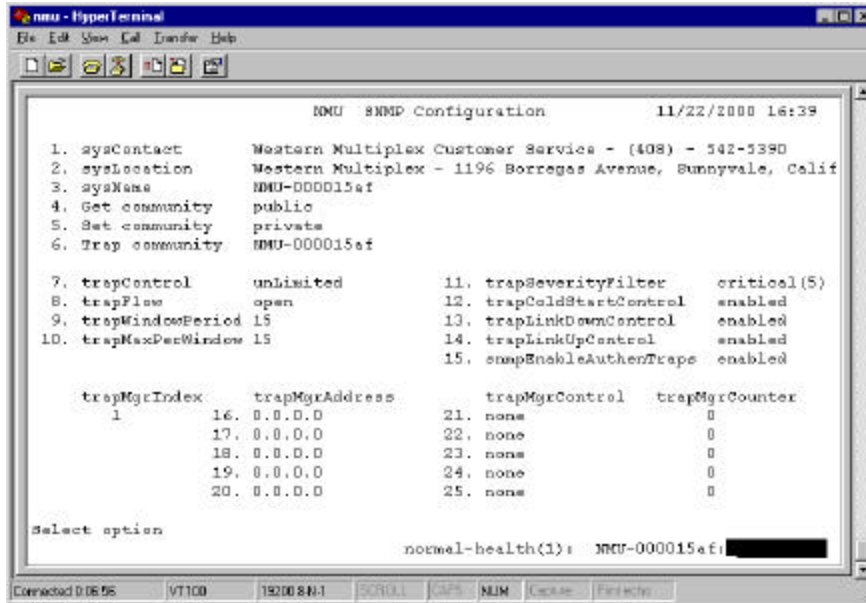 nmu - HyperTerminal
File Edit View Call Transfer Help
NMU SNMP Configuration 11/22/2000 16:39
1. sysContact Western Multiplex Customer Service - (408) - 542-5390
2. sysLocation Western Multiplex - 1196 Borregas Avenue, Sunnyvale, Calif
3. sysName NMU-000015af
4. Get community public
5. Set community private
6. Trap community NMU-000015af
7. trapControl unLimited 11. trapSeverityFilter critical(5)
8. trapFlow open 12. trapColdStartControl enabled
9. trapWindowPeriod 15 13. trapLinkDownControl enabled
10. trapMaxPerWindow 15 14. trapLinkUpControl enabled
15. snmpEnableAuthenTraps enabled
trapMgrIndex trapMgrAddress trapMgrControl trapMgrCounter
1 16. 0.0.0.0 21. none 0
17. 0.0.0.0 22. none 0
18. 0.0.0.0 23. none 0
19. 0.0.0.0 24. none 0
20. 0.0.0.0 25. none 0
Select option
normal-health(1): NMU-000015af:
Connected 0:06:56 VT100 19200 8-N-1 SCROLL CAPS NUM Capture Print echo